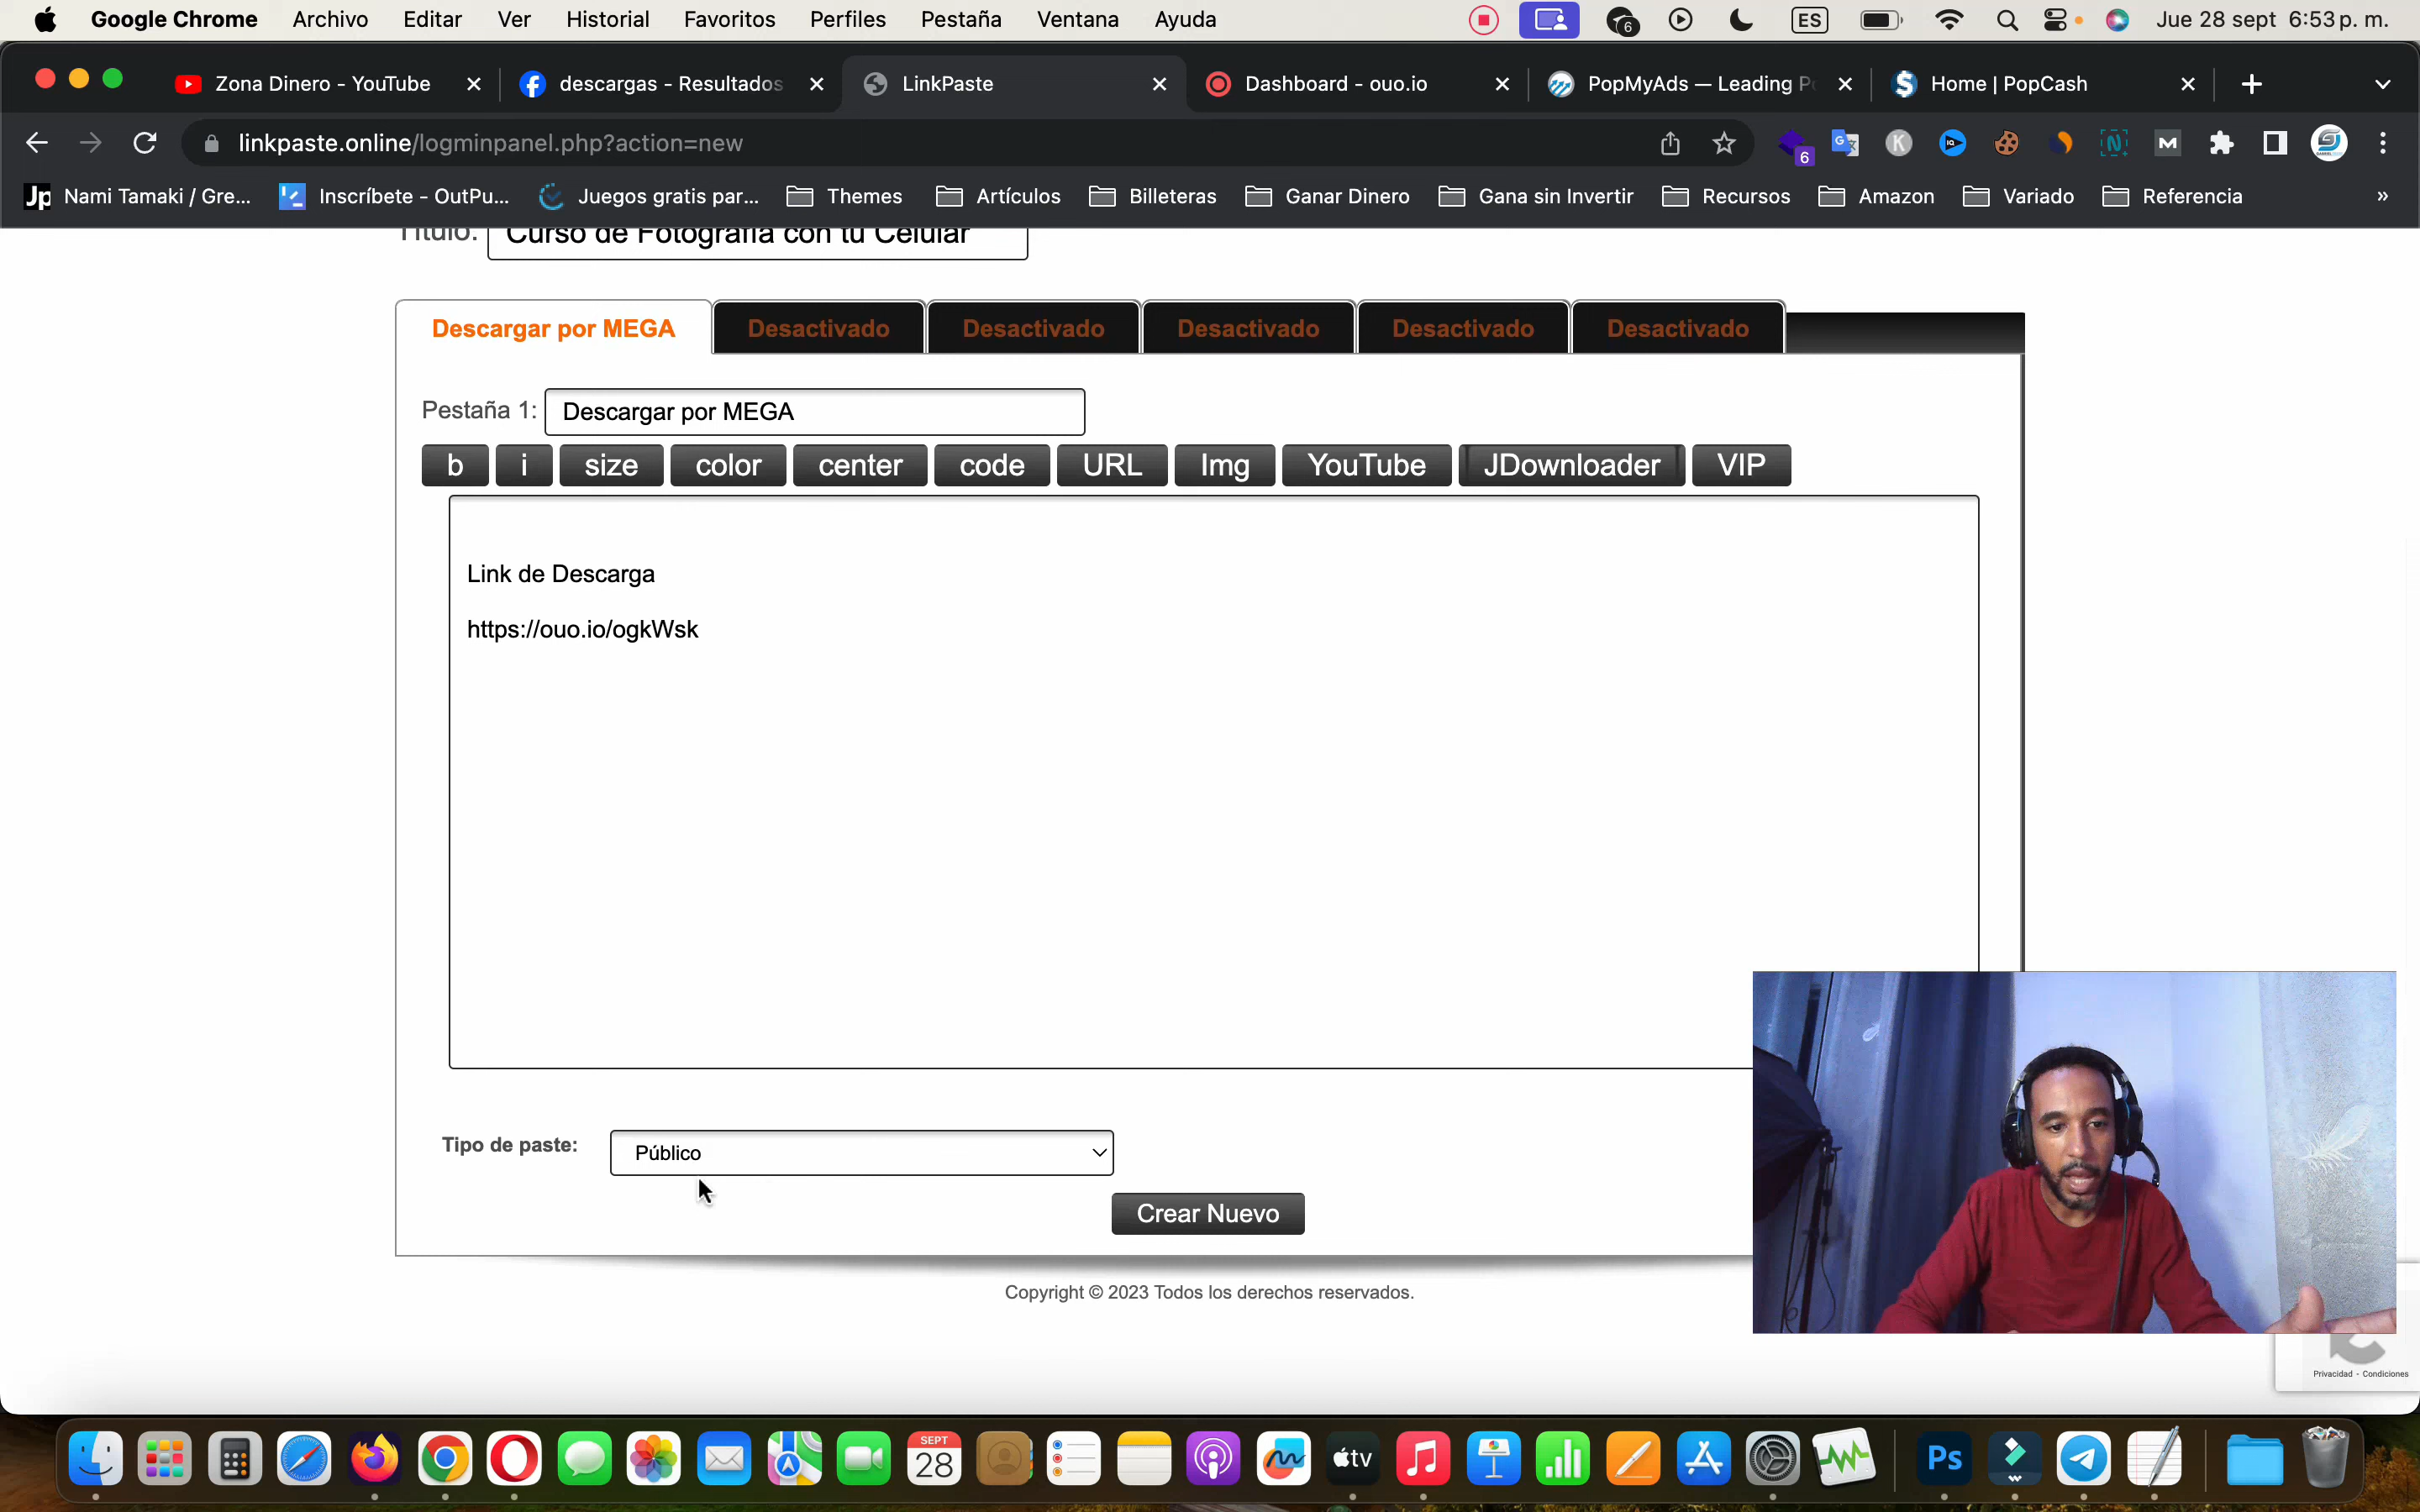 Google Chrome Archivo Editar Ver Historial Favoritos Perfiles Pestaña Ventana Ayuda 6 ES Jue 28 sept 6:53 p. m.
Zona Dinero - YouTube descargas - Resultados LinkPaste Dashboard - ouo.io PopMyAds — Leading Home | PopCash
linkpaste.online/logminpanel.php?action=new 6
Nami Tamaki / Gre... Inscríbete - OutPu... Juegos gratis par... Themes Artículos Billeteras Ganar Dinero Gana sin Invertir Recursos Amazon Variado Referencia »
Título: Curso de Fotografía con tu Celular
Descargar por MEGA Desactivado Desactivado Desactivado Desactivado Desactivado
Pestaña 1: Descargar por MEGA
b i size color center code URL Img YouTube JDownloader VIP
Link de Descarga
https://ouo.io/ogkWsk
Tipo de paste: Público
Crear Nuevo
Copyright © 2023 Todos los derechos reservados.
Privacidad - Condiciones
SEPT
28
tv
Ps